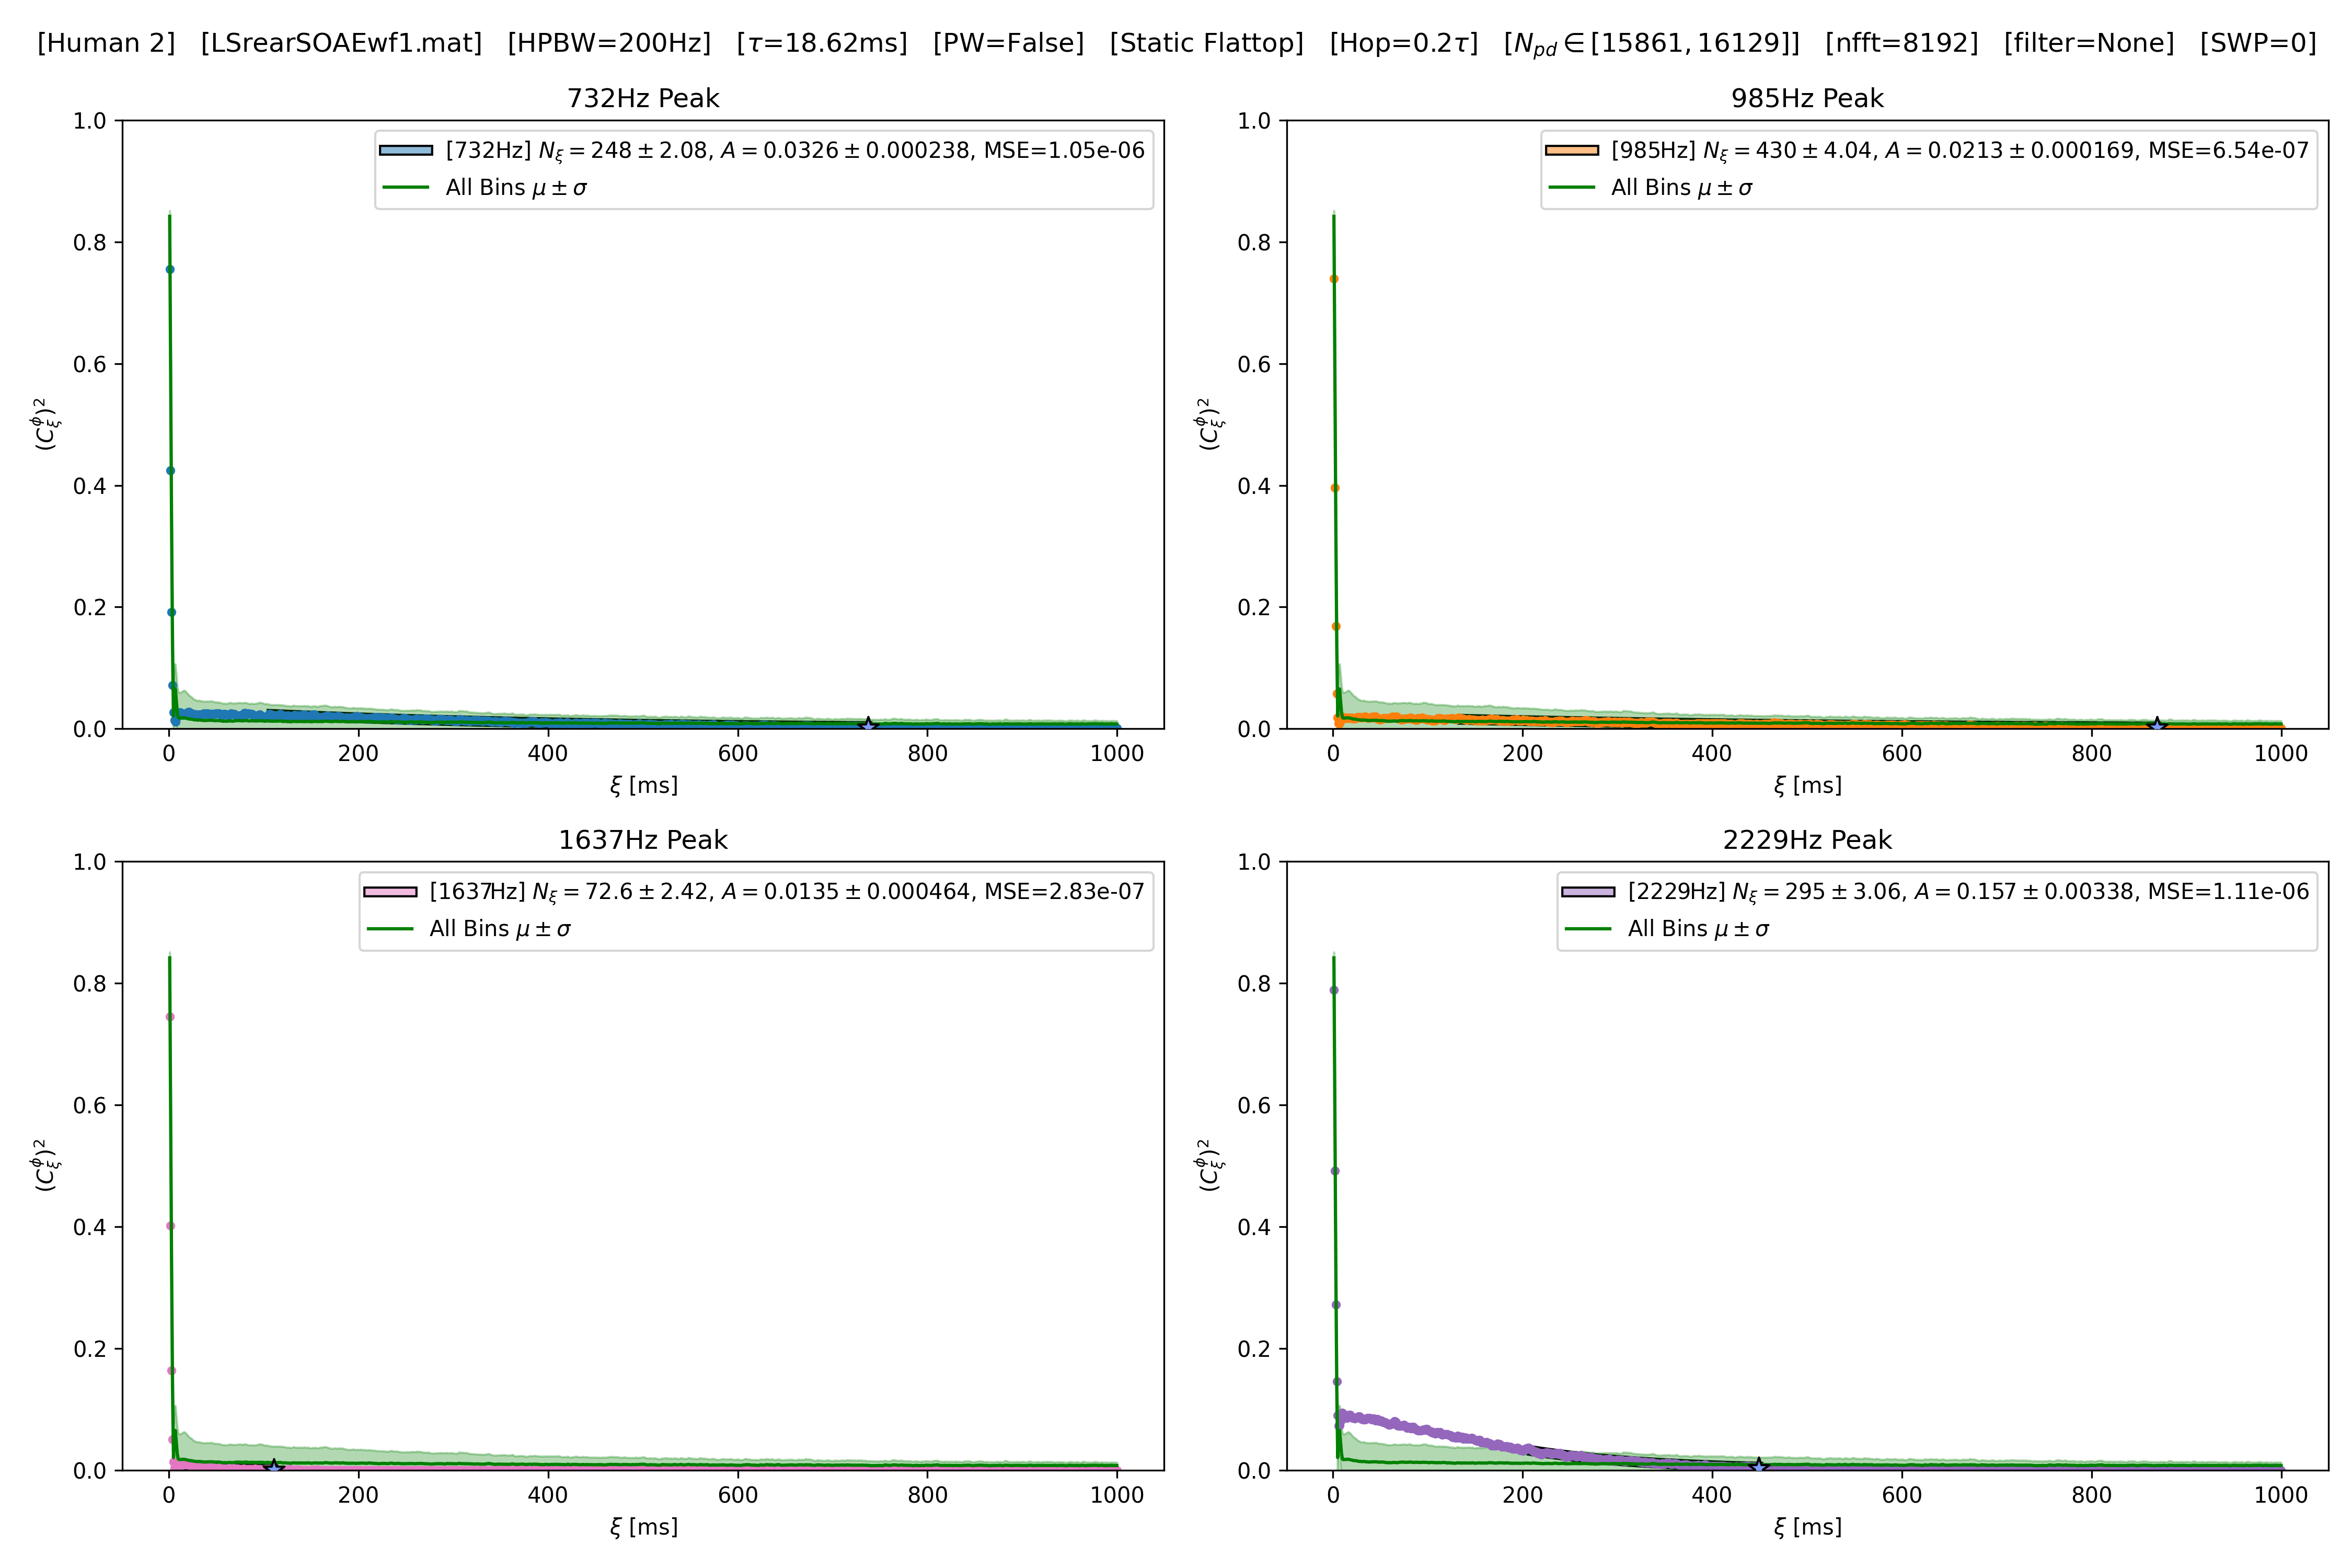 [Human 2] [LSrearSOAEwf1.mat] [HPBW=200Hz] [τ=18.62ms] [PW=False] [Static Flattop] [Hop=0.2τ] [N_pd ∈ [15861, 16129]] [nfft=8192] [filter=None] [SWP=0]
732Hz Peak
[732Hz] N_ξ = 248 ± 2.08, A = 0.0326 ± 0.000238, MSE=1.05e-06
All Bins μ ± σ
1.0
0.8
0.6
0.4
0.2
0.0
(C_ξ^ϕ)²
0 200 400 600 800 1000
ξ [ms]
985Hz Peak
[985Hz] N_ξ = 430 ± 4.04, A = 0.0213 ± 0.000169, MSE=6.54e-07
All Bins μ ± σ
1.0
0.8
0.6
0.4
0.2
0.0
(C_ξ^ϕ)²
0 200 400 600 800 1000
ξ [ms]
1637Hz Peak
[1637Hz] N_ξ = 72.6 ± 2.42, A = 0.0135 ± 0.000464, MSE=2.83e-07
All Bins μ ± σ
1.0
0.8
0.6
0.4
0.2
0.0
(C_ξ^ϕ)²
0 200 400 600 800 1000
ξ [ms]
2229Hz Peak
[2229Hz] N_ξ = 295 ± 3.06, A = 0.157 ± 0.00338, MSE=1.11e-06
All Bins μ ± σ
1.0
0.8
0.6
0.4
0.2
0.0
(C_ξ^ϕ)²
0 200 400 600 800 1000
ξ [ms]